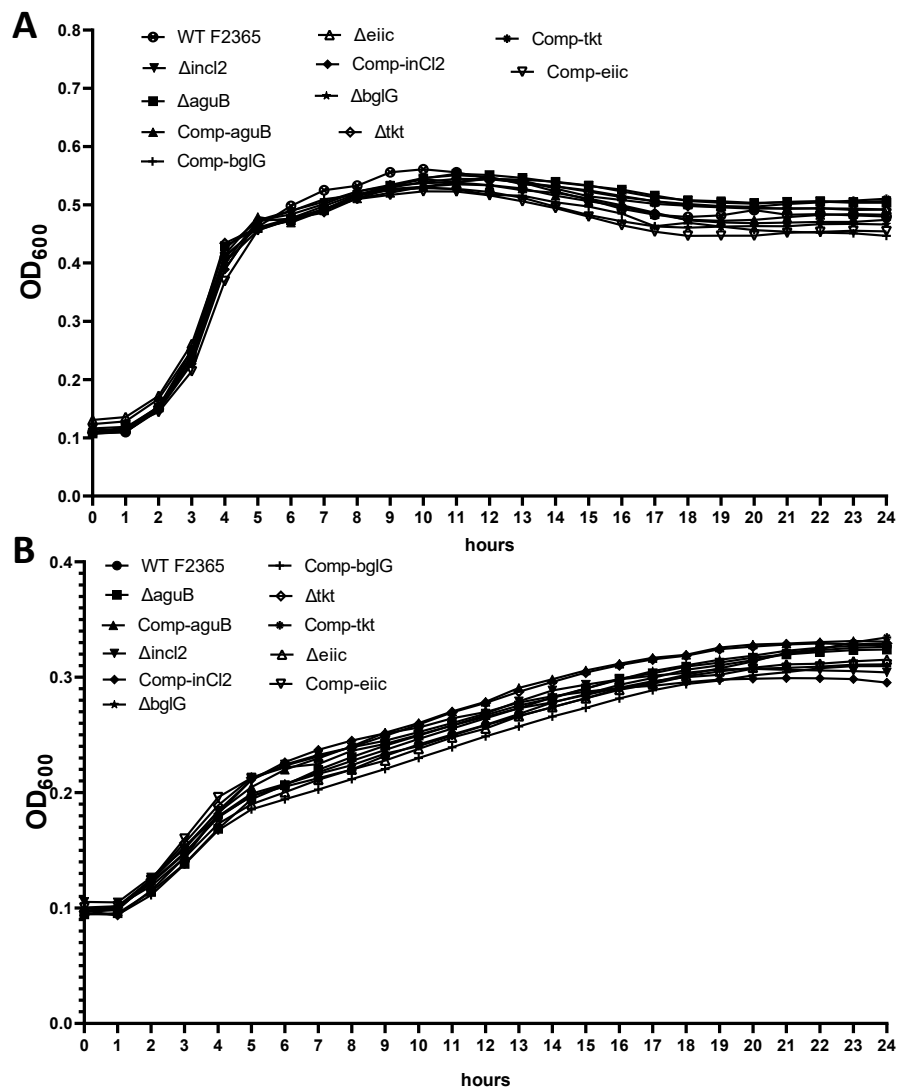 A
0.8
0.7
0.6
0.5
0.4
0.3
0.2
0.1
0.0
OD600
WT F2365
Δincl2
ΔaguB
Comp-aguB
Comp-bglG
Δeiic
Comp-inCl2
ΔbglG
Δtkt
Comp-tkt
Comp-eiic
0 1 2 3 4 5 6 7 8 9 10 11 12 13 14 15 16 17 18 19 20 21 22 23 24
hours
B
0.4
0.3
0.2
0.1
0.0
OD600
WT F2365
ΔaguB
Comp-aguB
Δincl2
Comp-inCl2
ΔbglG
Comp-bglG
Δtkt
Comp-tkt
Δeiic
Comp-eiic
0 1 2 3 4 5 6 7 8 9 10 11 12 13 14 15 16 17 18 19 20 21 22 23 24
hours